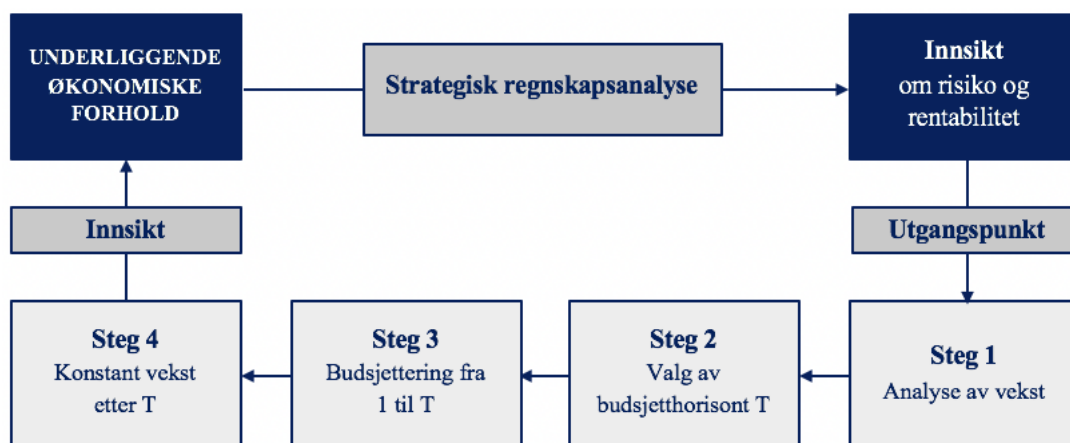 UNDERLIGGENDE
ØKONOMISKE
FORHOLD
Strategisk regnskapsanalyse
Innsikt
om risiko og
rentabilitet
Innsikt
Utgangspunkt
Steg 4
Konstant vekst
etter T
Steg 3
Budsjettering fra
1 til T
Steg 2
Valg av
budsjetthorisont T
Steg 1
Analyse av vekst